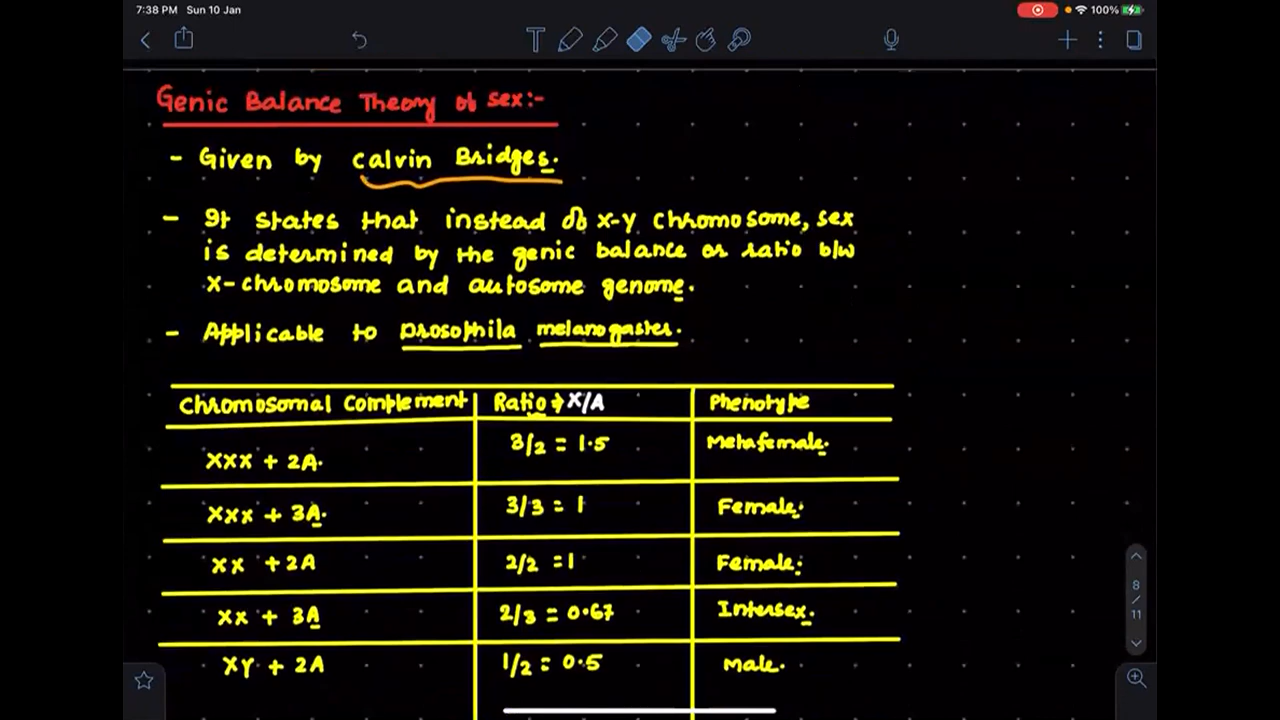 7:38 PM Sun 10 Jan
100%
Genic Balance Theory of sex:-
- Given by Calvin Bridges.
- It states that instead of X-Y chromosome, sex
is determined by the genic balance or ratio b/w
X-chromosome and autosome genome.
- Applicable to Drosophila melanogaster.
Chromosomal Complement Ratio → X/A Phenotype
XXX + 2A. 3/2 = 1.5 Metafemale.
XXX + 3A. 3/3 = 1 Female.
XX + 2A 2/2 = 1 Female.
XX + 3A 2/3 = 0.67 Intersex.
XY + 2A 1/2 = 0.5 Male.
8
/
11